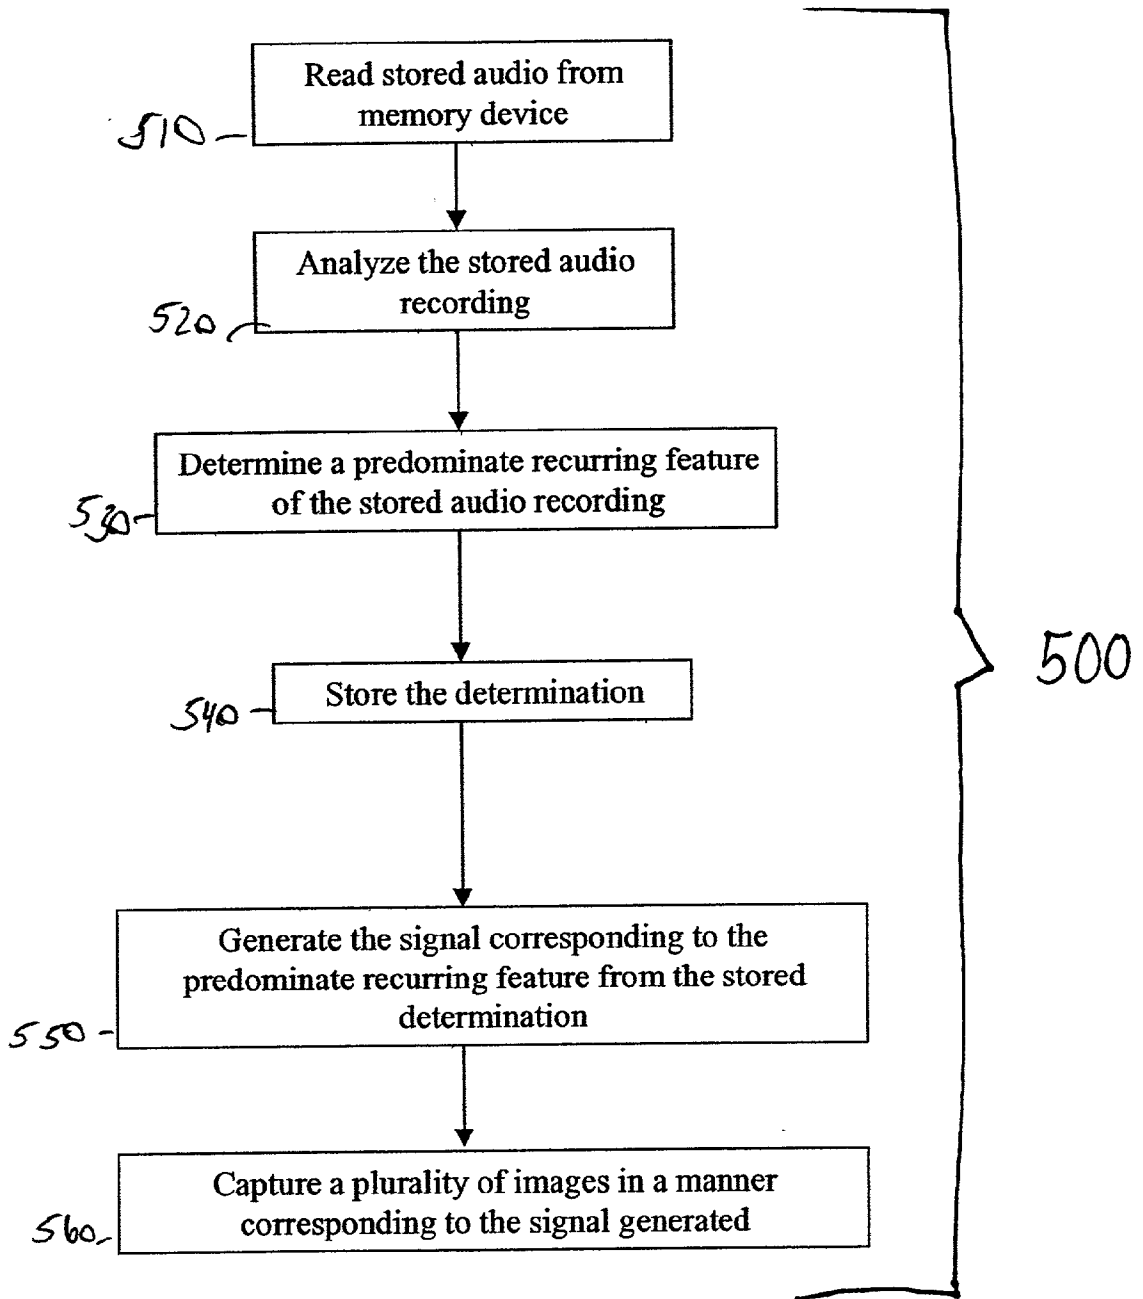 Read stored audio from
memory device
510
Analyze the stored audio
recording
520
Determine a predominate recurring feature
of the stored audio recording
530
Store the determination
540
500
Generate the signal corresponding to the
predominate recurring feature from the stored
determination
550
Capture a plurality of images in a manner
corresponding to the signal generated
560